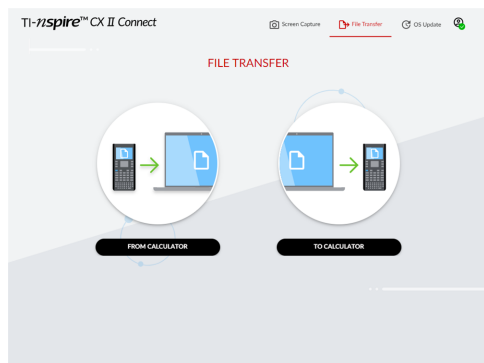 TI-nspire™ CX II Connect
Screen Capture
File Transfer
OS Update
FILE TRANSFER
FROM CALCULATOR
TO CALCULATOR